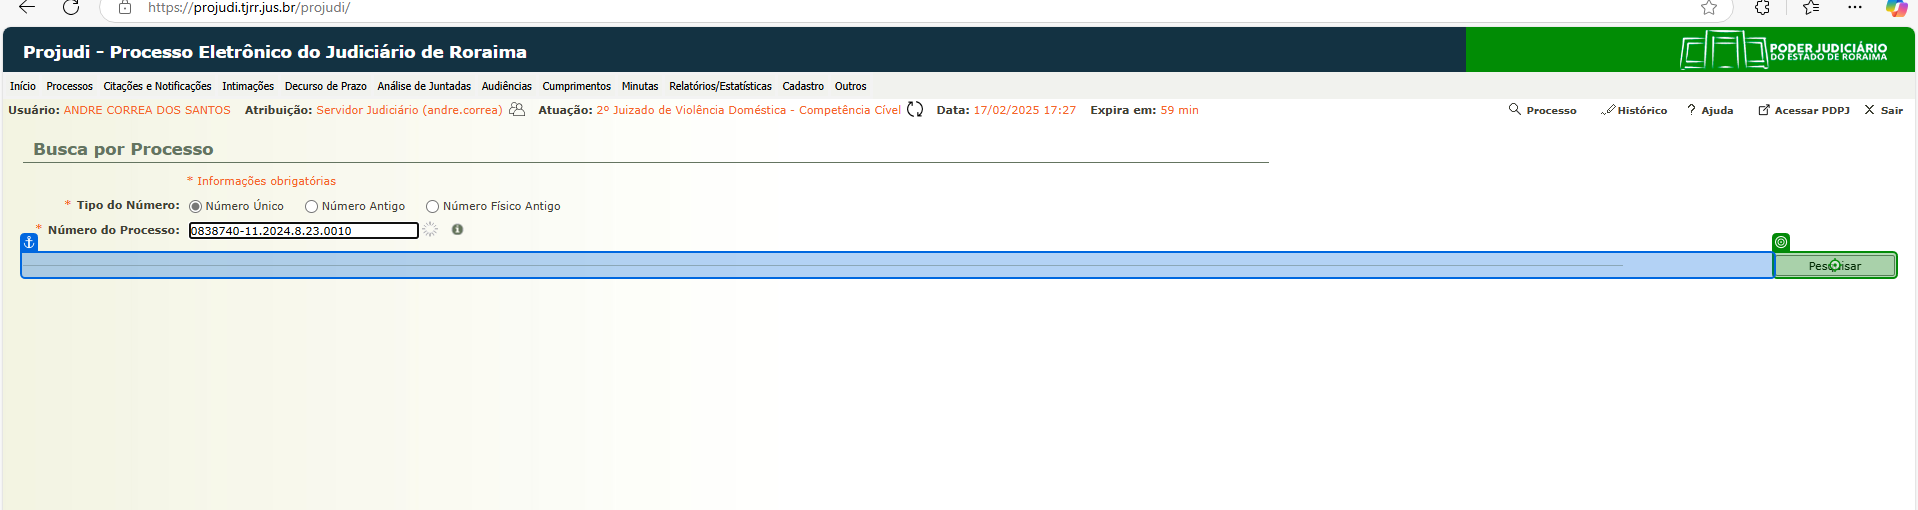 https://projudi.tjrr.jus.br/projudi/
Projudi - Processo Eletrônico do Judiciário de Roraima
PODER JUDICIÁRIO
DO ESTADO DE RORAIMA
Início Processos Citações e Notificações Intimações Decurso de Prazo Análise de Juntadas Audiências Cumprimentos Minutas Relatórios/Estatísticas Cadastro Outros
Usuário: ANDRE CORREA DOS SANTOS Atribuição: Servidor Judiciário (andre.correa) Atuação: 2º Juizado de Violência Doméstica - Competência Cível Data: 17/02/2025 17:27 Expira em: 59 min Processo Histórico ? Ajuda Acessar PDPJ X Sair
Busca por Processo
* Informações obrigatórias
* Tipo do Número: Número Único Número Antigo Número Físico Antigo
* Número do Processo: 0838740-11.2024.8.23.0010
Pesquisar